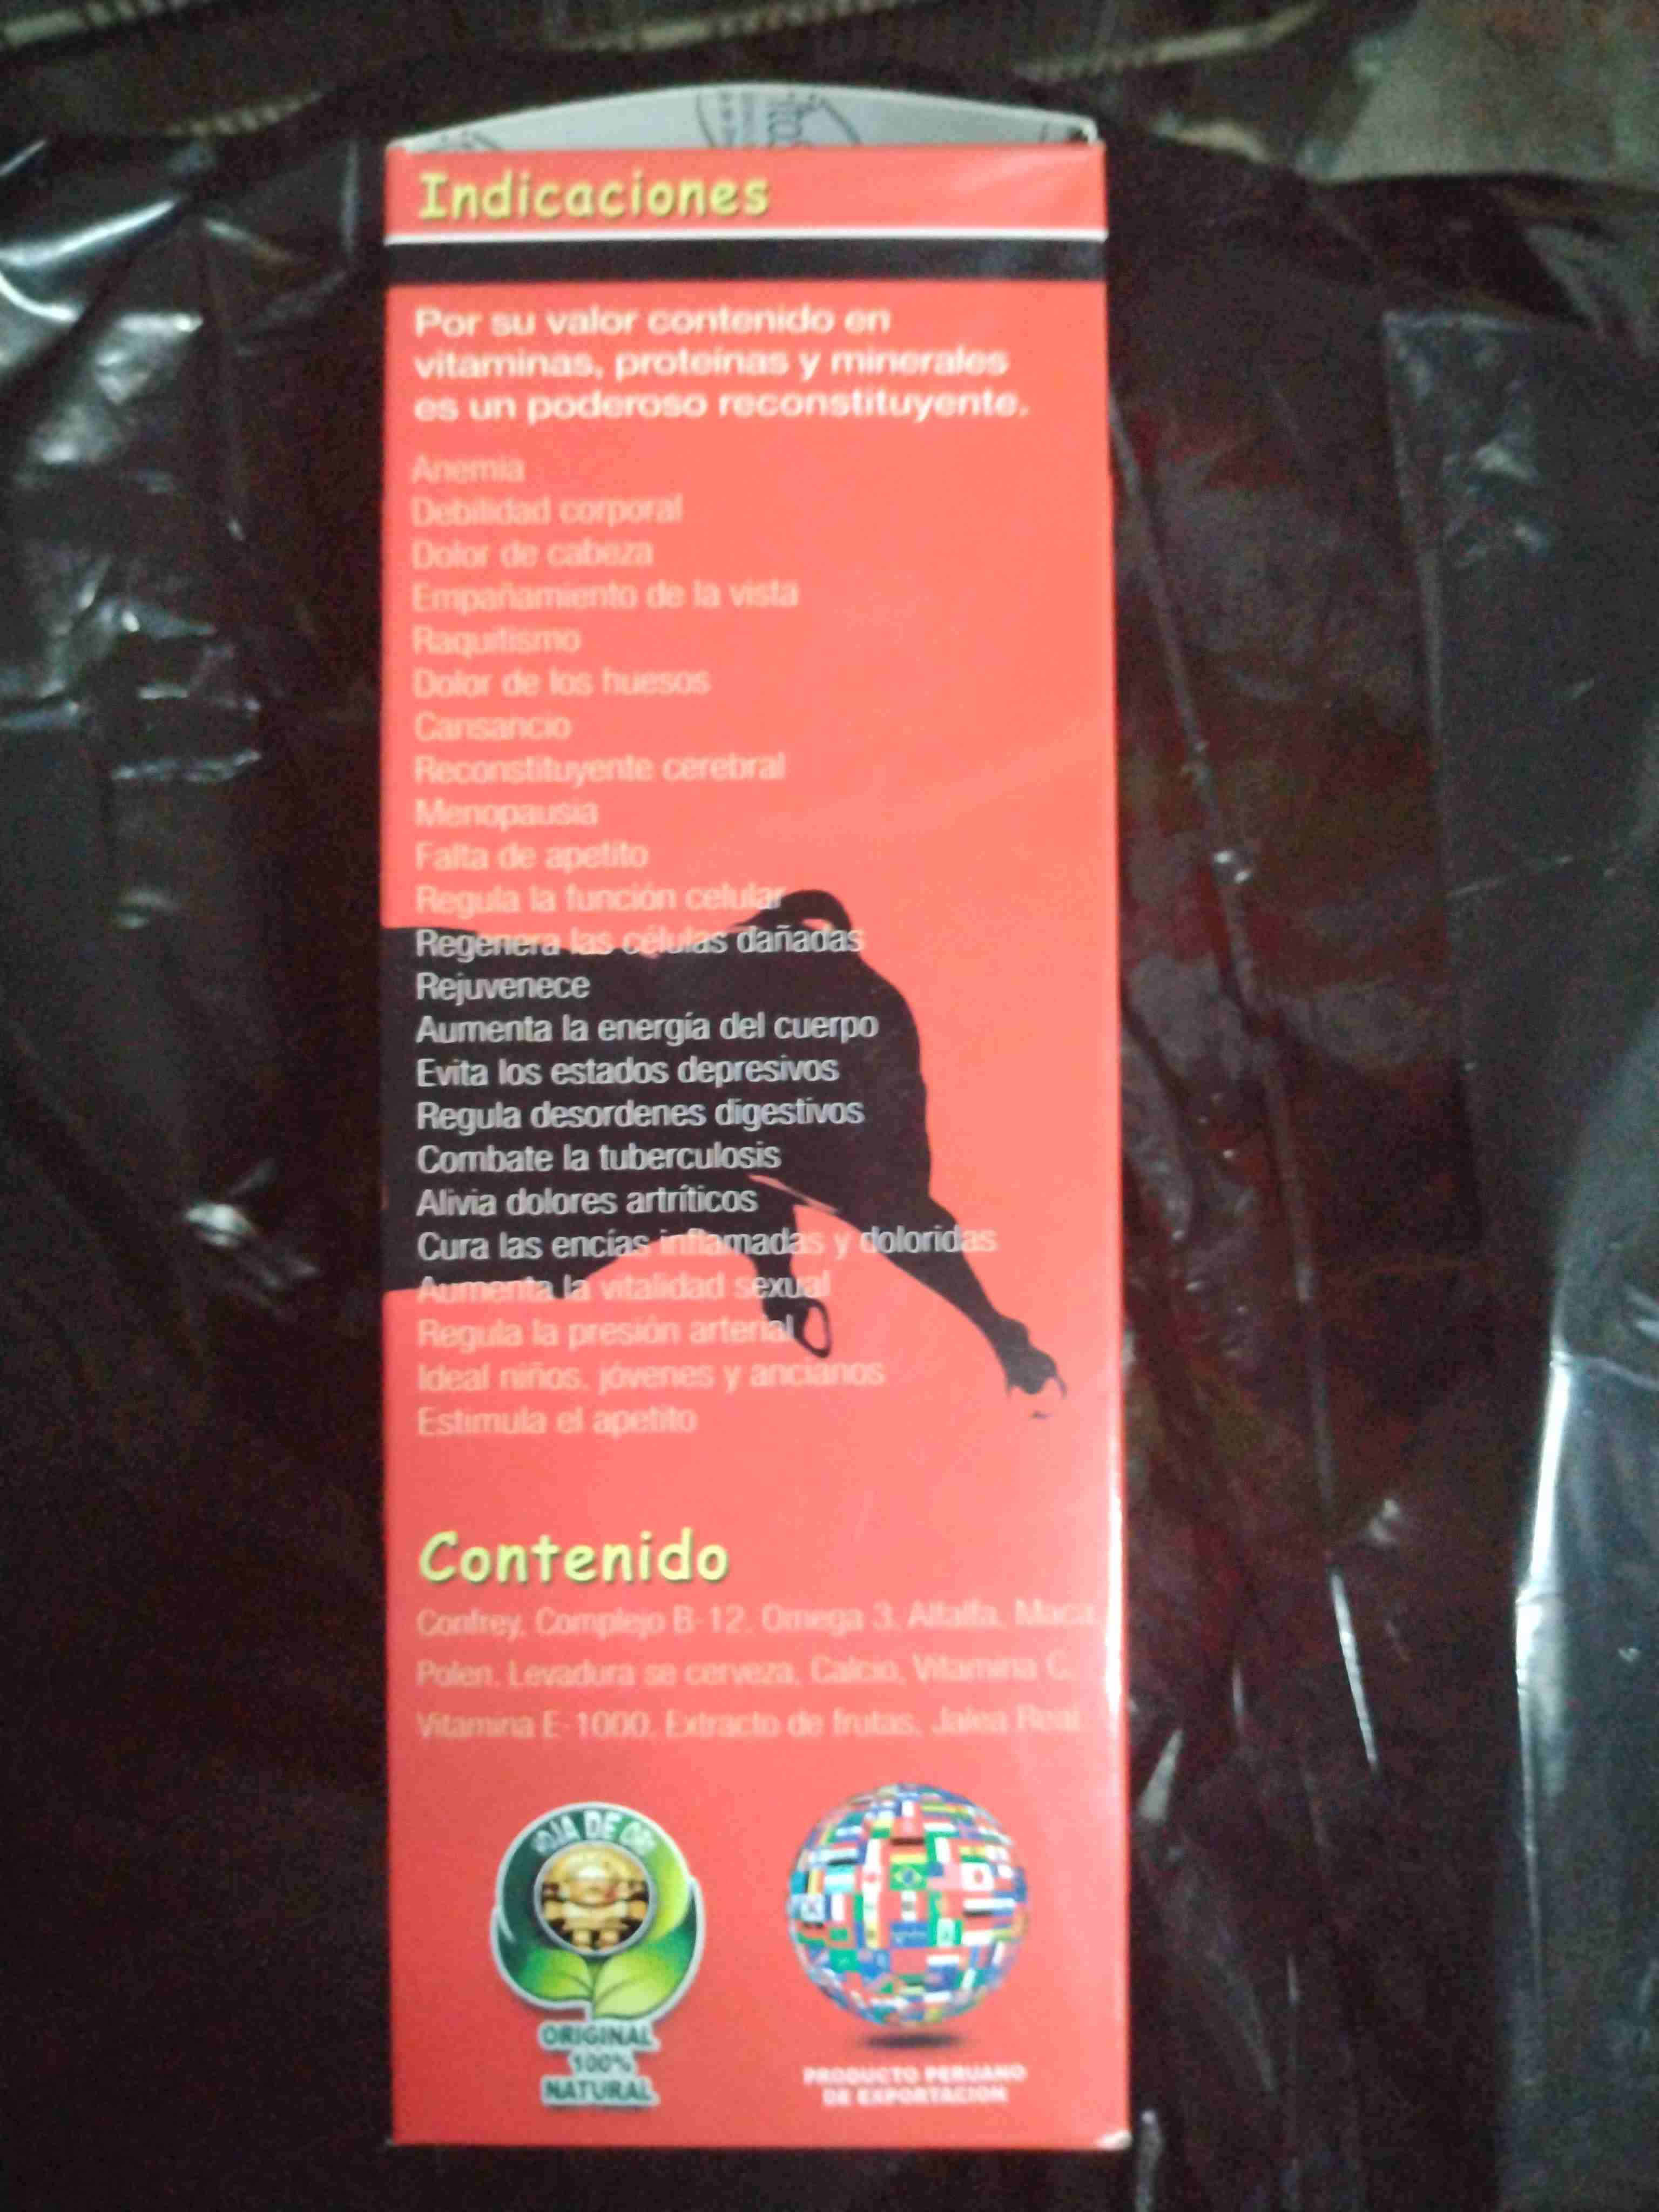 Indicaciones
Por su valor contenido en
vitaminas, proteínas y minerales
es un poderoso reconstituyente.
Anemia
Debilidad corporal
Dolor de cabeza
Empañamiento de la vista
Raquitismo
Dolor de los huesos
Cansancio
Reconstituyente cerebral
Menopausia
Falta de apetito
Regula la función celular
Regenera las células dañadas
Rejuvenece
Aumenta la energía del cuerpo
Evita los estados depresivos
Regula desordenes digestivos
Combate la tuberculosis
Alivia dolores artríticos
Cura las encías inflamadas y doloridas
Aumenta la vitalidad sexual
Regula la presión arterial
Ideal niños, jóvenes y ancianos
Estimula el apetito
Contenido
Confrey, Complejo B-12, Omega 3, Alfalfa, Maca,
Polen, Levadura se cerveza, Calcio, Vitamina C,
Vitamina E-1000, Extracto de frutas, Jalea Real.
OJA DE OR
ORIGINAL
100%
NATURAL
PRODUCTO PERUANO
DE EXPORTACION